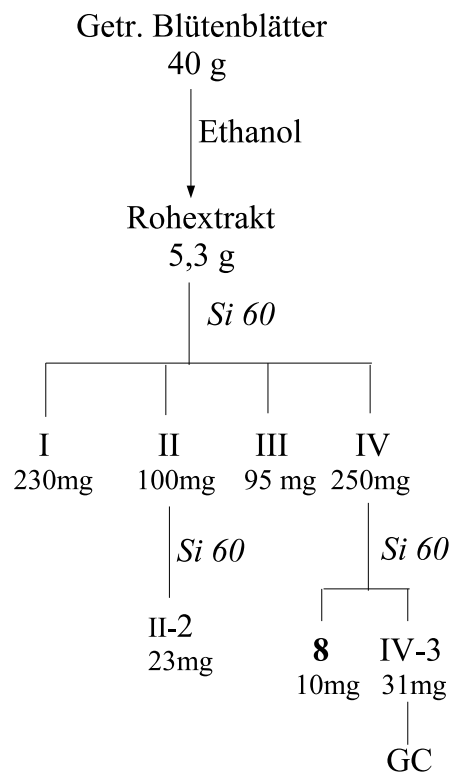 Getr. Blütenblätter
40 g
Ethanol
Rohextrakt
5,3 g
Si 60
I II III IV
230mg 100mg 95 mg 250mg
Si 60 Si 60
II-2 8 IV-3
23mg 10mg 31mg
GC